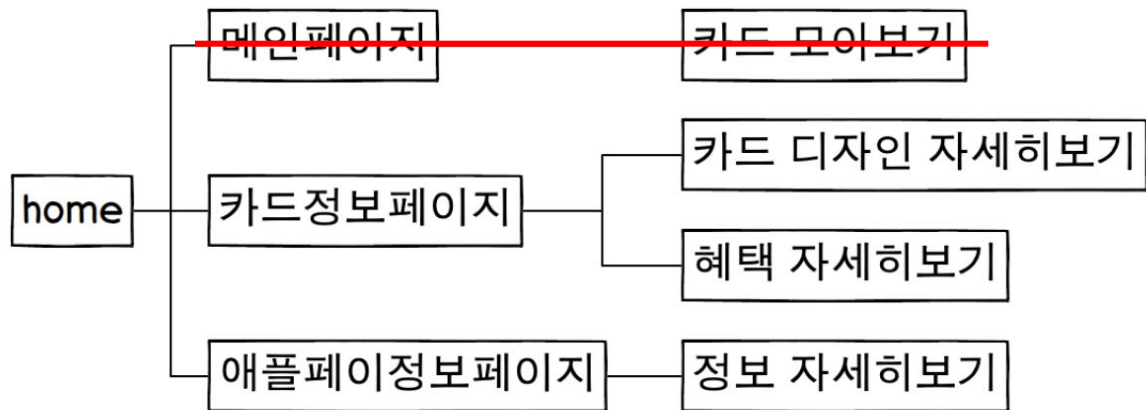 메인페이지
카드 모아보기
카드 디자인 자세히보기
home
카드정보페이지
혜택 자세히보기
애플페이정보페이지
정보 자세히보기